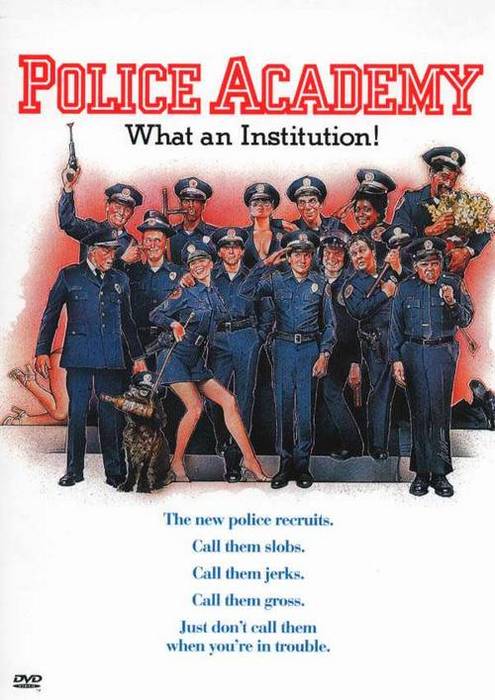 POLICE ACADEMY
What an Institution!
The new police recruits.
Call them slobs.
Call them jerks.
Call them gross.
Just don't call them
when you're in trouble.
DVD
VIDEO